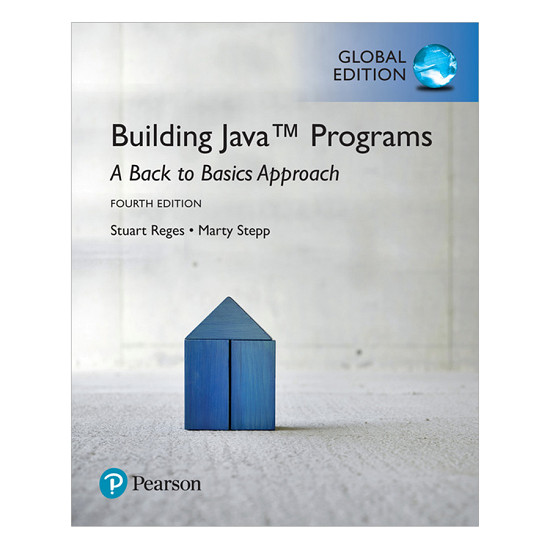 GLOBAL
EDITION
Building Java™ Programs
A Back to Basics Approach
FOURTH EDITION
Stuart Reges • Marty Stepp
P Pearson